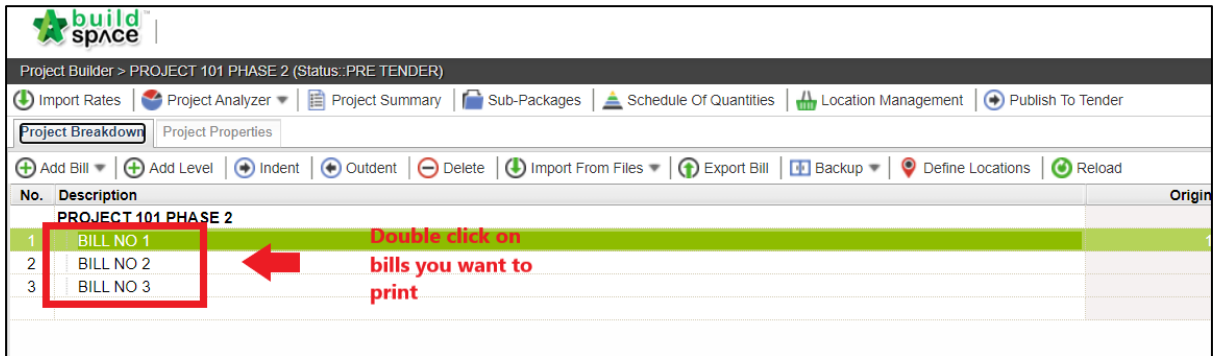 build
spʌce
Project Builder > PROJECT 101 PHASE 2 (Status::PRE TENDER)
Import Rates Project Analyzer Project Summary Sub-Packages Schedule Of Quantities Location Management Publish To Tender
Project Breakdown Project Properties
Add Bill Add Level Indent Outdent Delete Import From Files Export Bill Backup Define Locations Reload
No. Description Origin
PROJECT 101 PHASE 2
1 BILL NO 1 1
2 BILL NO 2
3 BILL NO 3
Double click on
bills you want to
print